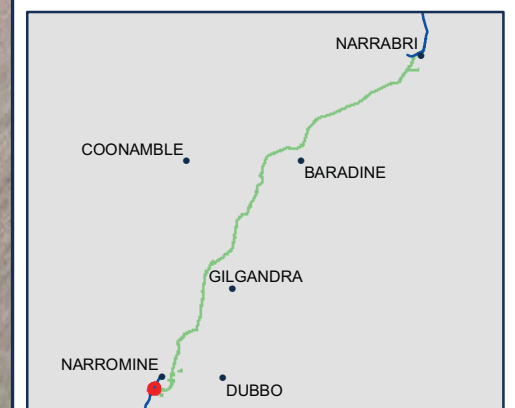 NARRABRI
COONAMBLE
BARADINE
GILGANDRA
NARROMINE
DUBBO